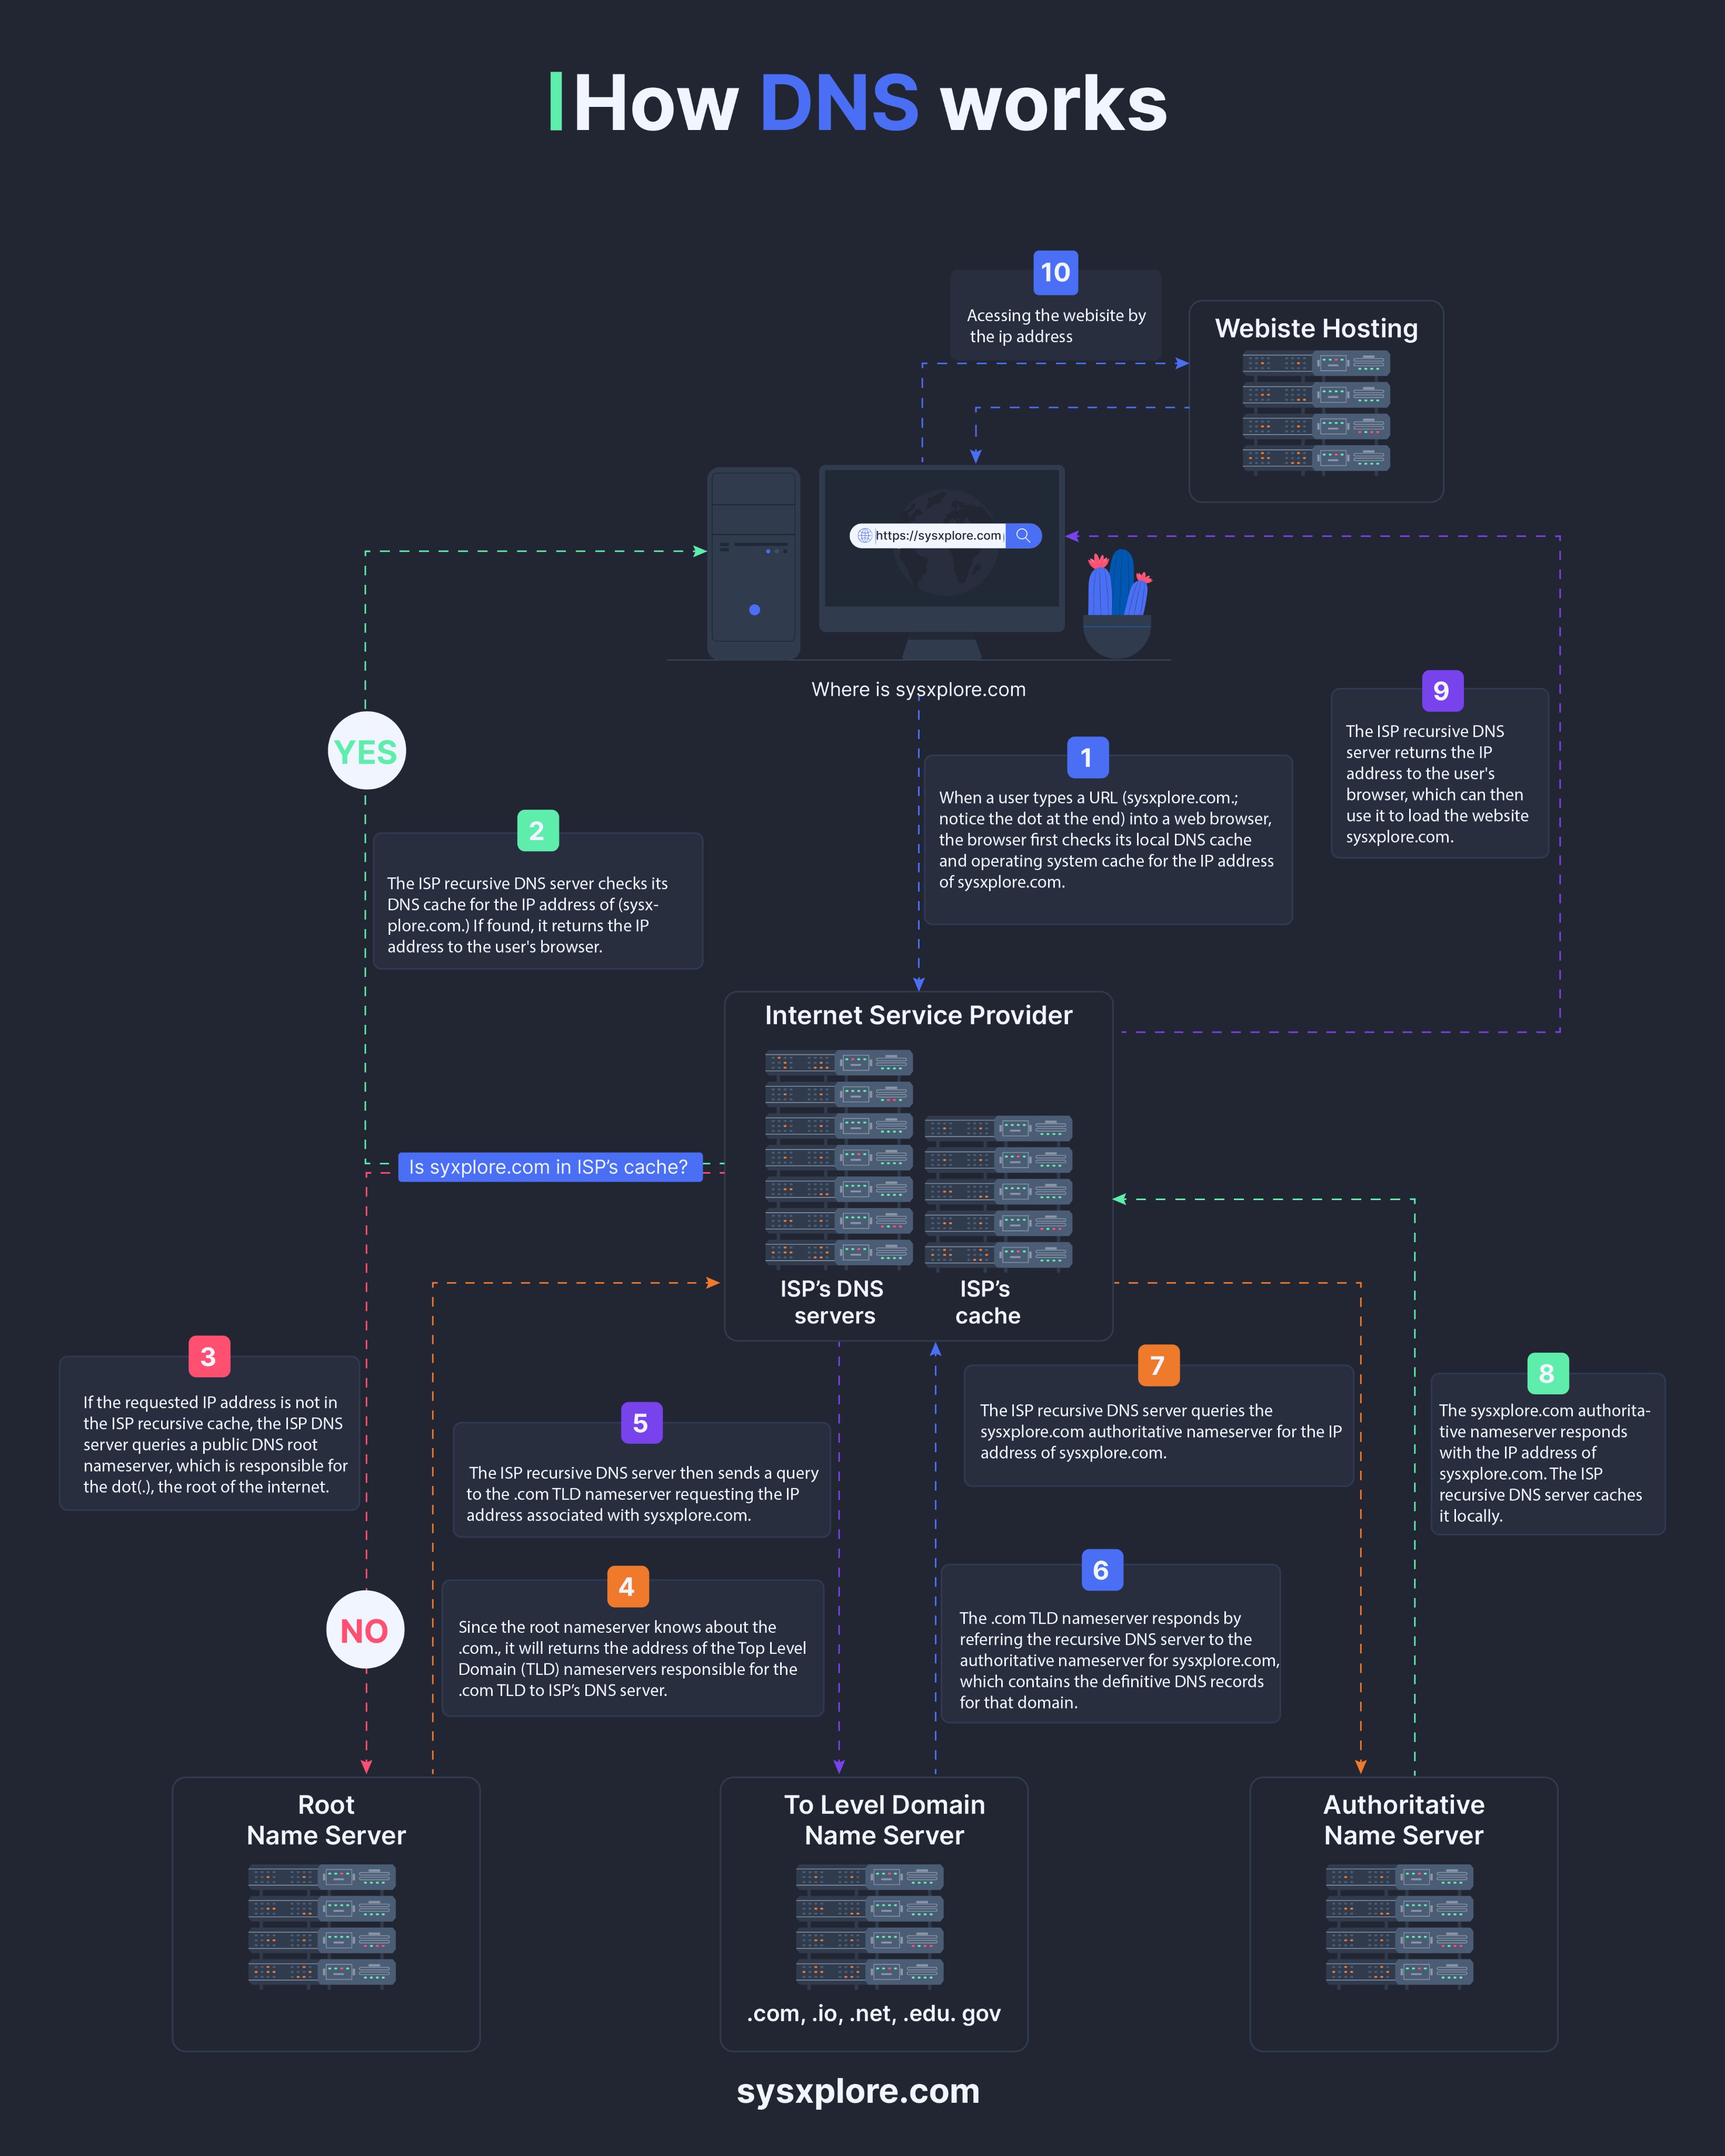 How DNS works
10
Acessing the webisite by
the ip address
Webiste Hosting
https://sysxplore.com
Where is sysxplore.com
YES
9
The ISP recursive DNS
server returns the IP
address to the user's
browser, which can then
use it to load the website
sysxplore.com.
1
When a user types a URL (sysxplore.com.;
notice the dot at the end) into a web browser,
the browser first checks its local DNS cache
and operating system cache for the IP address
of sysxplore.com.
2
The ISP recursive DNS server checks its
DNS cache for the IP address of (sysx-
plore.com.) If found, it returns the IP
address to the user's browser.
Internet Service Provider
Is syxplore.com in ISP’s cache?
ISP’s DNS
servers
ISP’s
cache
3
If the requested IP address is not in
the ISP recursive cache, the ISP DNS
server queries a public DNS root
nameserver, which is responsible for
the dot(.), the root of the internet.
7
The ISP recursive DNS server queries the
sysxplore.com authoritative nameserver for the IP
address of sysxplore.com.
8
The sysxplore.com authorita-
tive nameserver responds
with the IP address of
sysxplore.com. The ISP
recursive DNS server caches
it locally.
5
The ISP recursive DNS server then sends a query
to the .com TLD nameserver requesting the IP
address associated with sysxplore.com.
NO
4
Since the root nameserver knows about the
.com., it will returns the address of the Top Level
Domain (TLD) nameservers responsible for the
.com TLD to ISP’s DNS server.
6
The .com TLD nameserver responds by
referring the recursive DNS server to the
authoritative nameserver for sysxplore.com,
which contains the definitive DNS records
for that domain.
Root
Name Server
To Level Domain
Name Server
.com, .io, .net, .edu. gov
Authoritative
Name Server
sysxplore.com